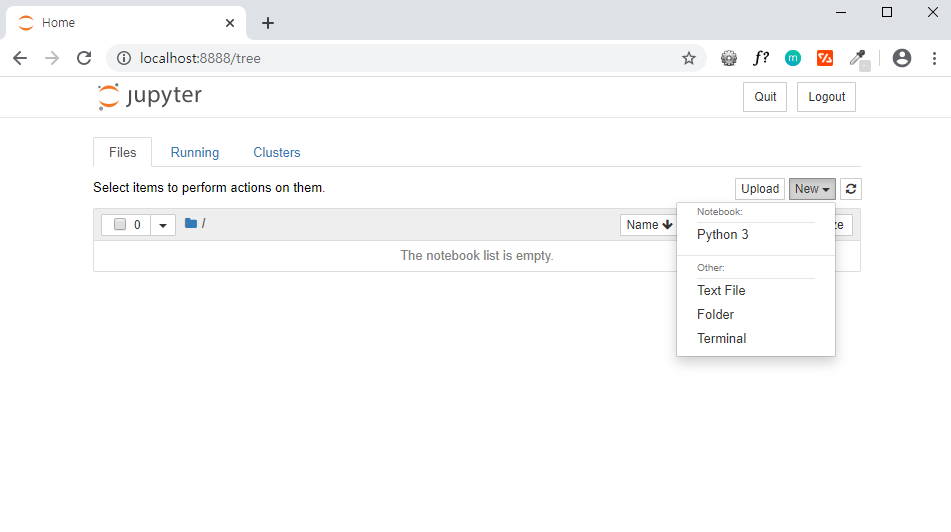 Home
localhost:8888/tree
f?
m
jupyter
Quit
Logout
Files
Running
Clusters
Select items to perform actions on them.
Upload
New
0
/
Name
ze
The notebook list is empty.
Notebook:
Python 3
Other:
Text File
Folder
Terminal